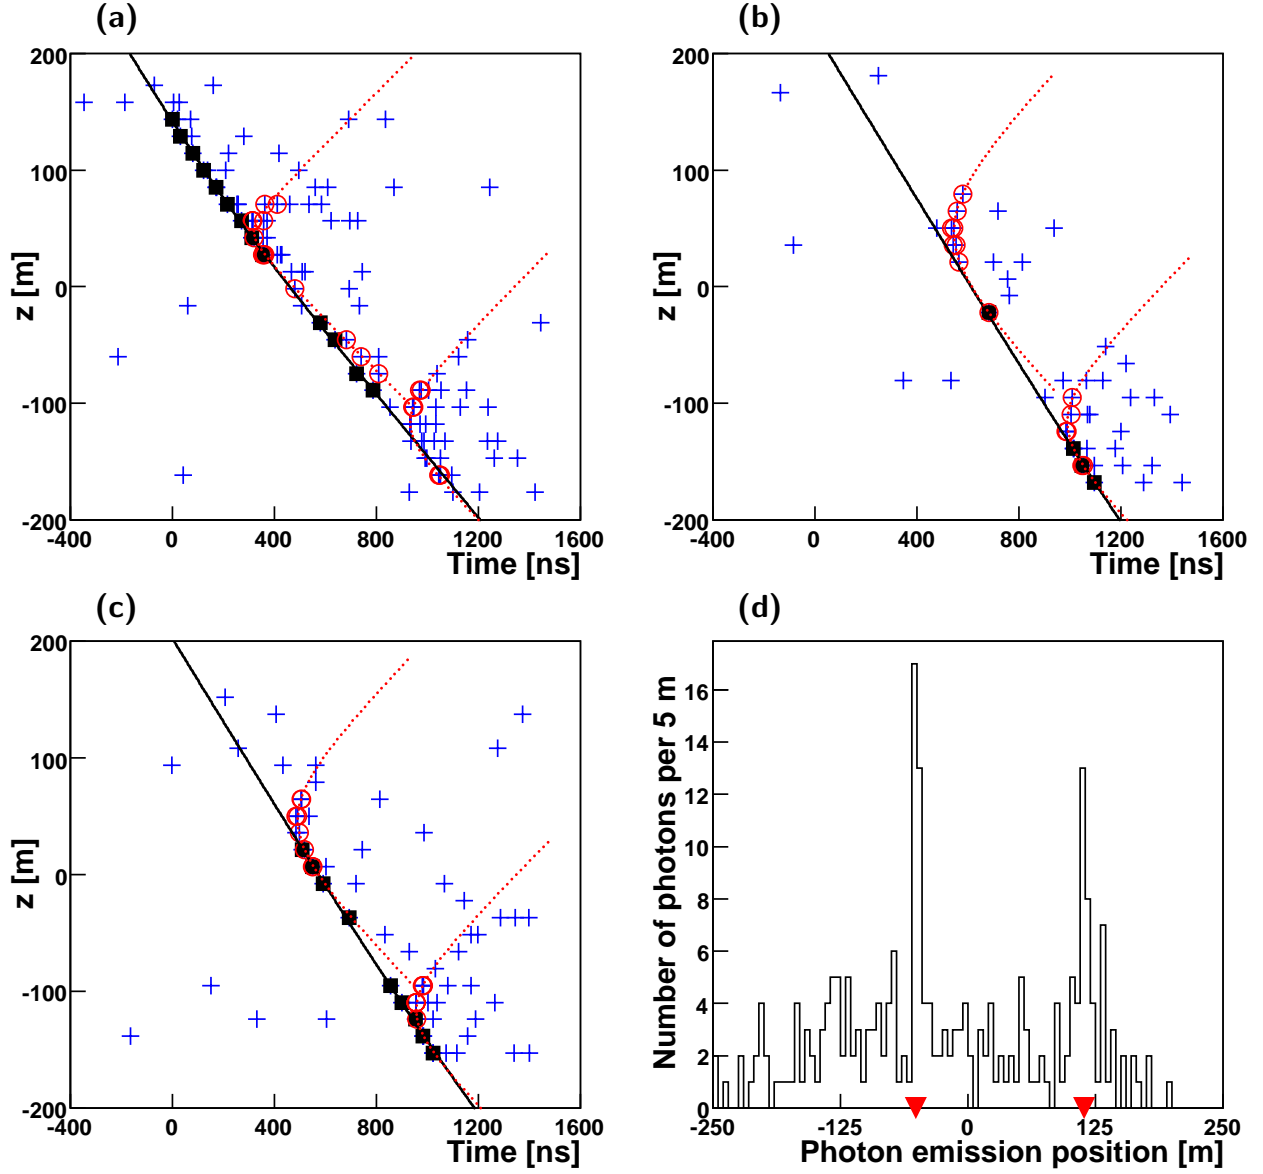 (a)
z [m]
200
100
0
-100
-200
-400 0 400 800 1200 1600
Time [ns]
(b)
z [m]
200
100
0
-100
-200
-400 0 400 800 1200 1600
Time [ns]
(c)
z [m]
200
100
0
-100
-200
-400 0 400 800 1200 1600
Time [ns]
(d)
Number of photons per 5 m
16
14
12
10
8
6
4
2
0
-250 -125 0 125 250
Photon emission position [m]